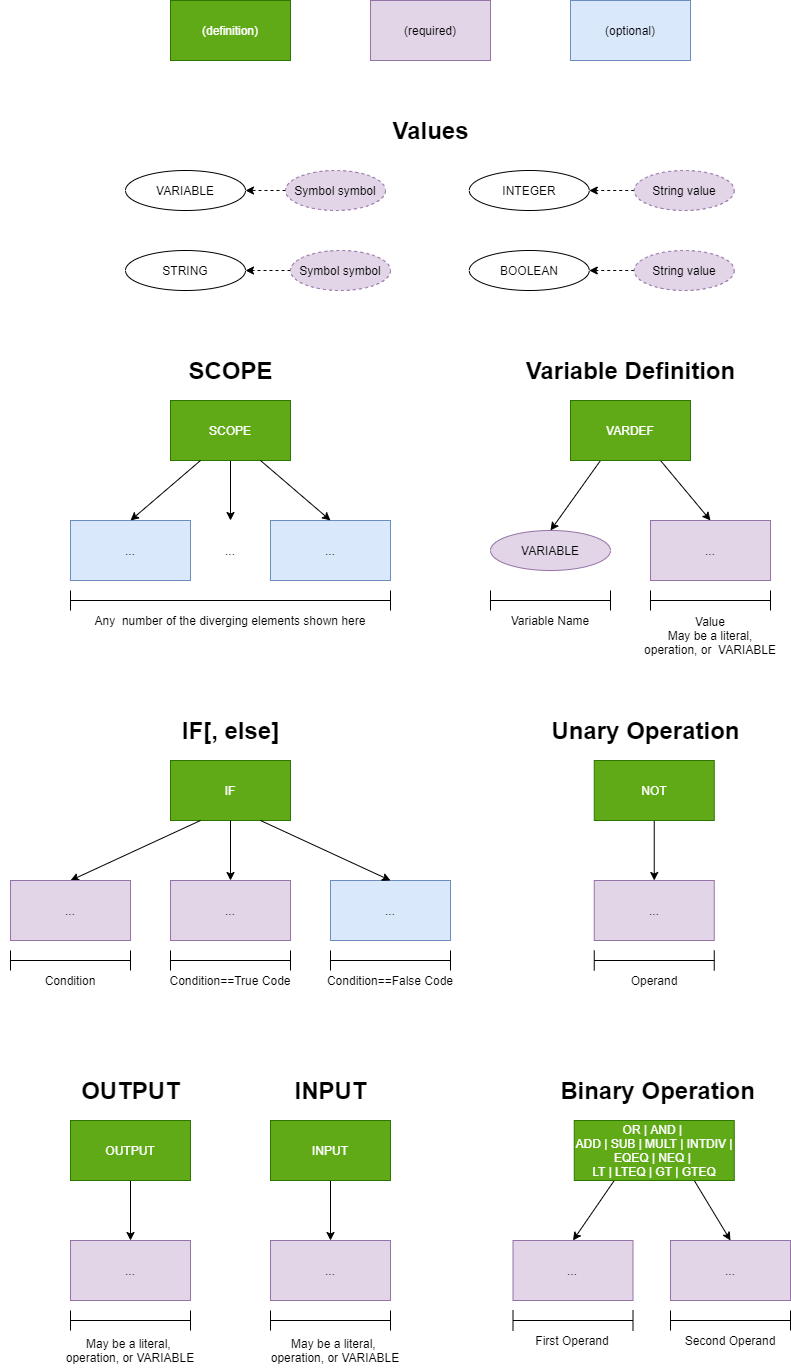 (definition)
(required)
(optional)
Values
VARIABLE
Symbol symbol
INTEGER
String value
STRING
Symbol symbol
BOOLEAN
String value
SCOPE
Variable Definition
SCOPE
VARDEF
...
...
...
VARIABLE
...
Any number of the diverging elements shown here
Variable Name
Value
May be a literal,
operation, or VARIABLE
IF[, else]
Unary Operation
IF
NOT
...
...
...
...
Condition
Condition==True Code
Condition==False Code
Operand
OUTPUT
INPUT
Binary Operation
OUTPUT
INPUT
OR | AND |
ADD | SUB | MULT | INTDIV |
EQEQ | NEQ |
LT | LTEQ | GT | GTEQ
...
...
...
...
May be a literal,
operation, or VARIABLE
May be a literal,
operation, or VARIABLE
First Operand
Second Operand